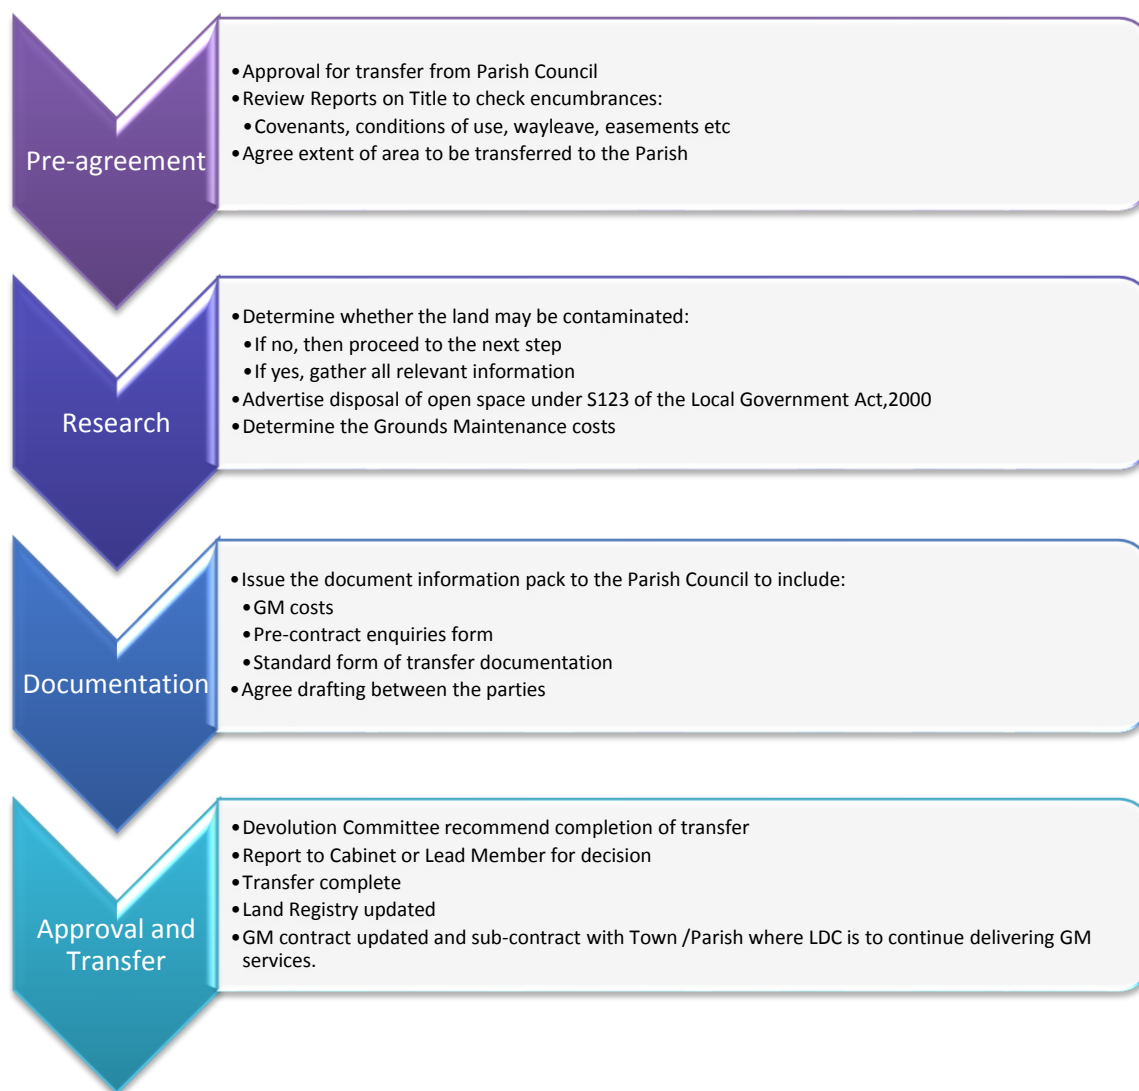 Pre-agreement
•Approval for transfer from Parish Council
•Review Reports on Title to check encumbrances:
•Covenants, conditions of use, wayleave, easements etc
•Agree extent of area to be transferred to the Parish
Research
•Determine whether the land may be contaminated:
•If no, then proceed to the next step
•If yes, gather all relevant information
•Advertise disposal of open space under S123 of the Local Government Act,2000
•Determine the Grounds Maintenance costs
Documentation
•Issue the document information pack to the Parish Council to include:
•GM costs
•Pre-contract enquiries form
•Standard form of transfer documentation
•Agree drafting between the parties
Approval and
Transfer
•Devolution Committee recommend completion of transfer
•Report to Cabinet or Lead Member for decision
•Transfer complete
•Land Registry updated
•GM contract updated and sub-contract with Town /Parish where LDC is to continue delivering GM
services.